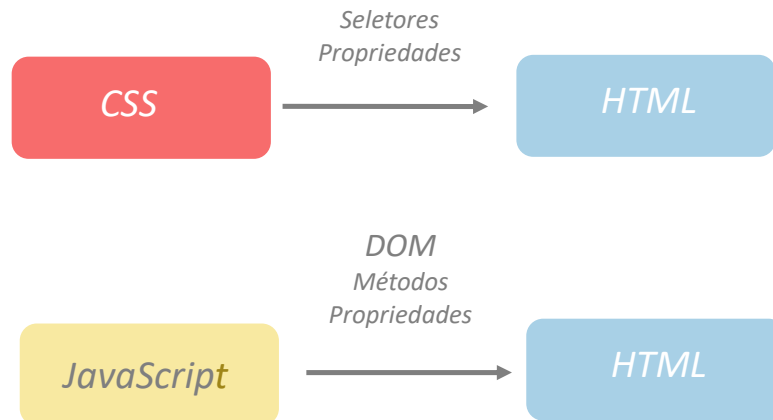 Seletores
Propriedades
CSS
HTML
DOM
Métodos
Propriedades
JavaScript
HTML